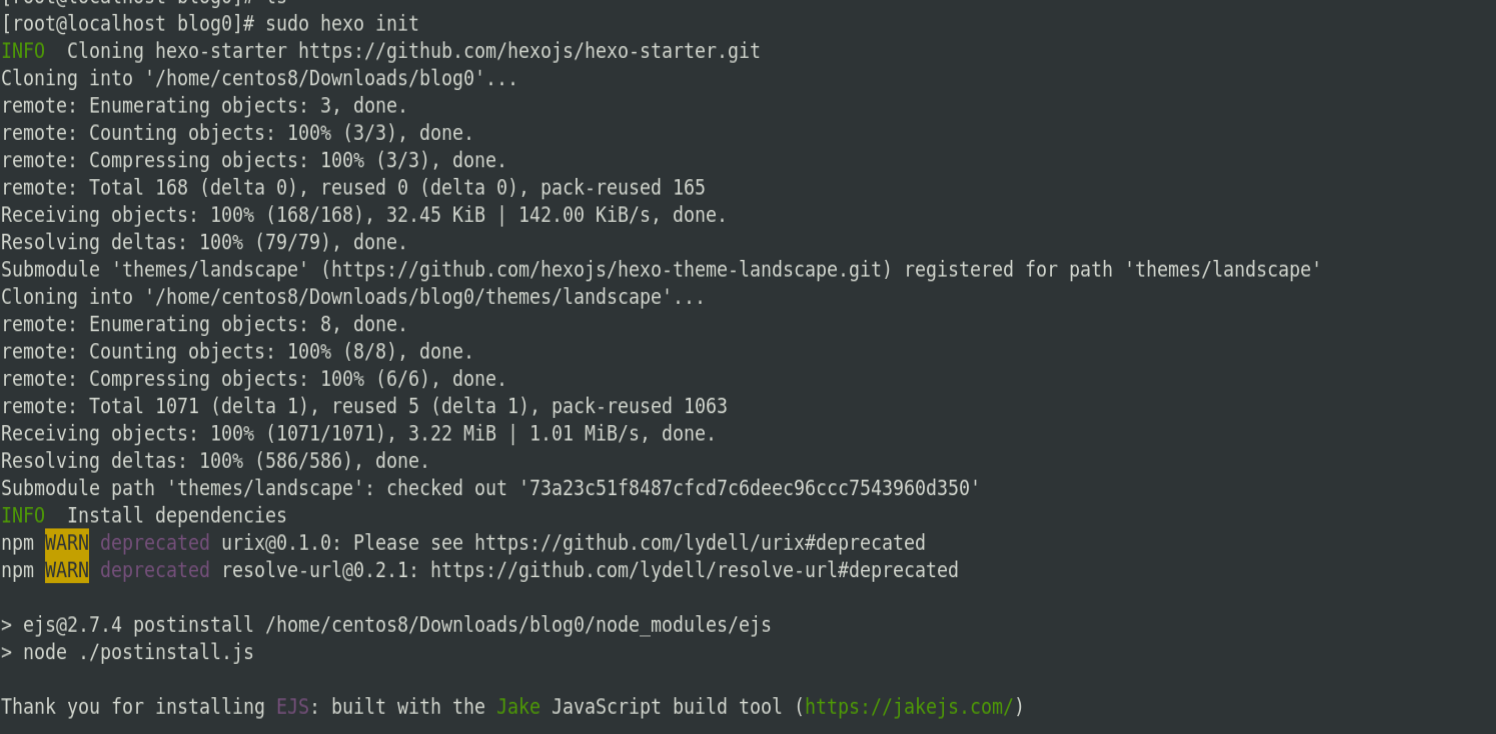 [root@localhost blog0]# ls
[root@localhost blog0]# sudo hexo init
INFO  Cloning hexo-starter https://github.com/hexojs/hexo-starter.git
Cloning into '/home/centos8/Downloads/blog0'...
remote: Enumerating objects: 3, done.
remote: Counting objects: 100% (3/3), done.
remote: Compressing objects: 100% (3/3), done.
remote: Total 168 (delta 0), reused 0 (delta 0), pack-reused 165
Receiving objects: 100% (168/168), 32.45 KiB | 142.00 KiB/s, done.
Resolving deltas: 100% (79/79), done.
Submodule 'themes/landscape' (https://github.com/hexojs/hexo-theme-landscape.git) registered for path 'themes/landscape'
Cloning into '/home/centos8/Downloads/blog0/themes/landscape'...
remote: Enumerating objects: 8, done.
remote: Counting objects: 100% (8/8), done.
remote: Compressing objects: 100% (6/6), done.
remote: Total 1071 (delta 1), reused 5 (delta 1), pack-reused 1063
Receiving objects: 100% (1071/1071), 3.22 MiB | 1.01 MiB/s, done.
Resolving deltas: 100% (586/586), done.
Submodule path 'themes/landscape': checked out '73a23c51f8487cfcd7c6deec96ccc7543960d350'
INFO  Install dependencies
npm WARN deprecated urix@0.1.0: Please see https://github.com/lydell/urix#deprecated
npm WARN deprecated resolve-url@0.2.1: https://github.com/lydell/resolve-url#deprecated
> ejs@2.7.4 postinstall /home/centos8/Downloads/blog0/node_modules/ejs
> node ./postinstall.js
Thank you for installing EJS: built with the Jake JavaScript build tool (https://jakejs.com/)